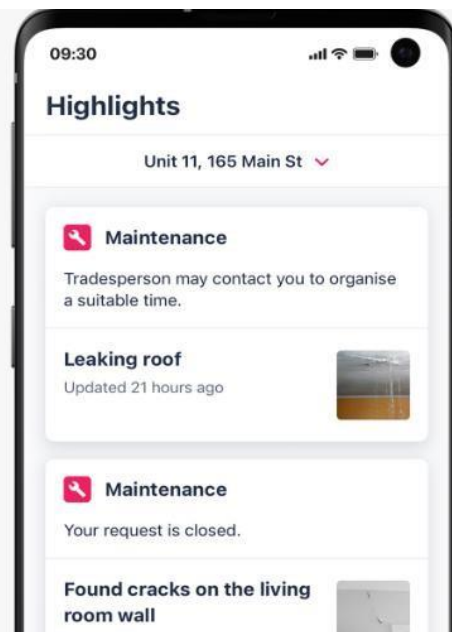 09:30
Highlights
Unit 11, 165 Main St
Maintenance
Tradesperson may contact you to organise
a suitable time.
Leaking roof
Updated 21 hours ago
Maintenance
Your request is closed.
Found cracks on the living
room wall